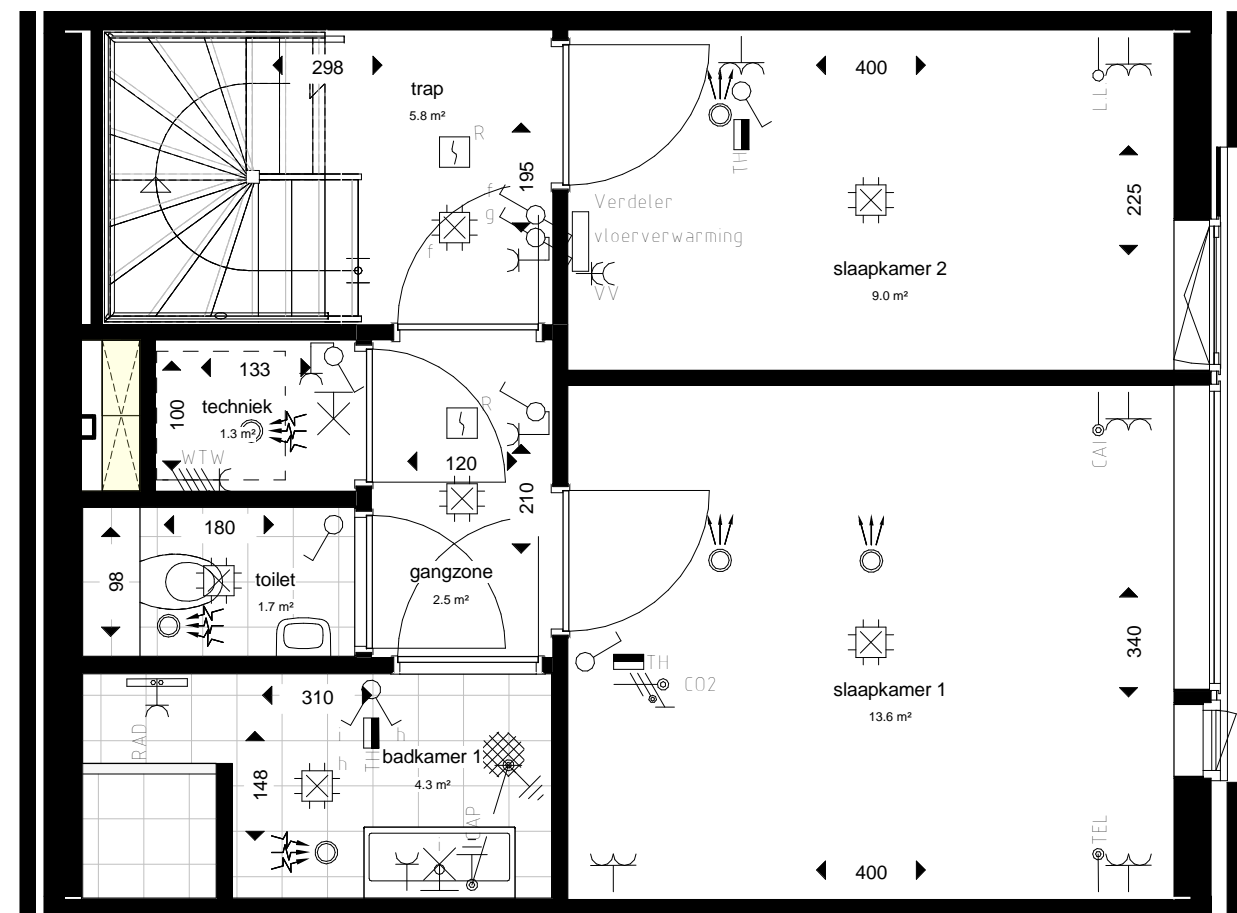 298
trap
5.8 m²
R
195
f
g
f
400
TH
L.L
225
Verdeler
vloerverwarming
VV
slaapkamer 2
9.0 m²
133
100
techniek
1.3 m²
WTW
R
120
210
CAI
180
98
toilet
1.7 m²
gangzone
2.5 m²
340
TH
CO2
slaapkamer 1
13.6 m²
310
RAD
i
h
h
TH
badkamer 1
4.3 m²
148
CAP
i
TEL
400